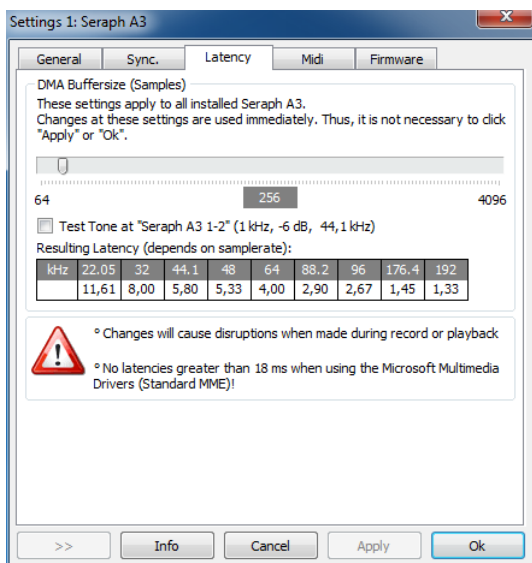 Settings 1: Seraph A3
General Sync. Latency Midi Firmware
DMA Buffersize (Samples)
These settings apply to all installed Seraph A3.
Changes at these settings are used immediately. Thus, it is not necessary to click
"Apply" or "Ok".
64 256 4096
Test Tone at "Seraph A3 1-2" (1 kHz, -6 dB, 44,1 kHz)
Resulting Latency (depends on samplerate):
kHz 22.05 32 44.1 48 64 88.2 96 176.4 192
11,61 8,00 5,80 5,33 4,00 2,90 2,67 1,45 1,33
° Changes will cause disruptions when made during record or playback
° No latencies greater than 18 ms when using the Microsoft Multimedia
Drivers (Standard MME)!
>> Info Cancel Apply Ok